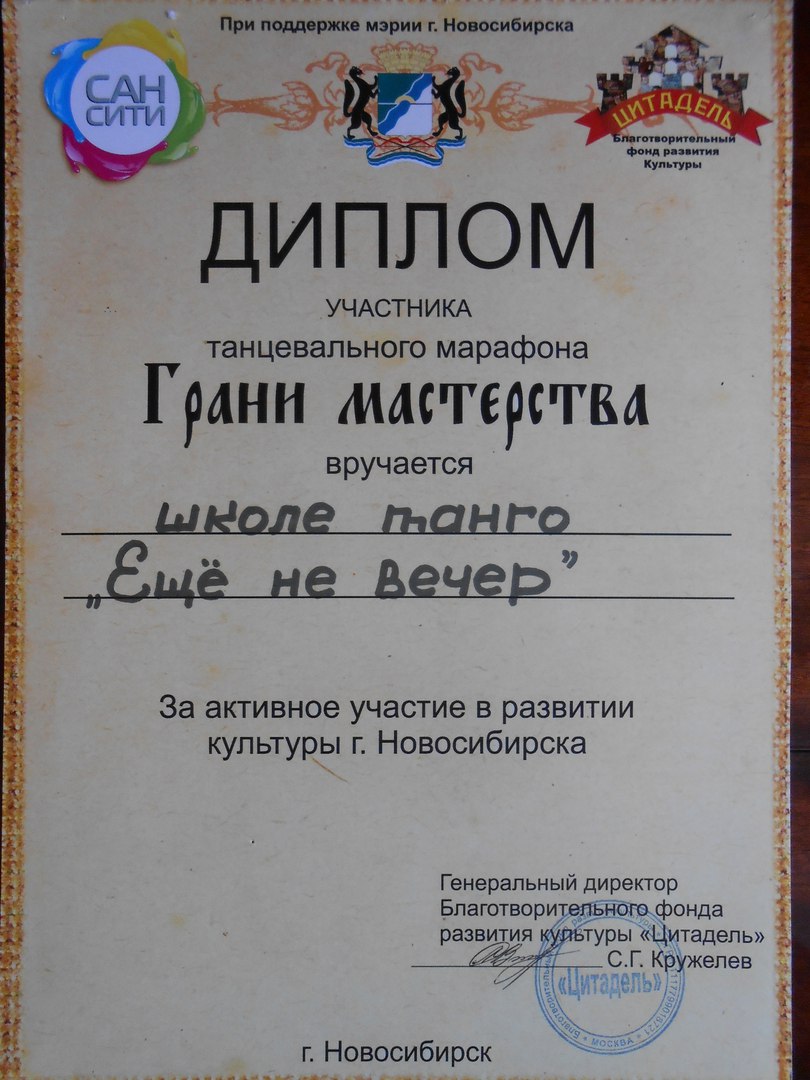 При поддержке мэрии г. Новосибирска
САН
СИТИ
ЦИТАДЕЛЬ
Благотворительный
фонд развития
Культуры
ДИПЛОМ
УЧАСТНИКА
танцевального марафона
Грани мастерства
вручается
школе танго
„Ещё не вечер”
За активное участие в развитии
культуры г. Новосибирска
Генеральный директор
Благотворительного фонда
развития культуры «Цитадель»
С.Г. Кружелев
«Цитадель»
МОСКВА
г. Новосибирск